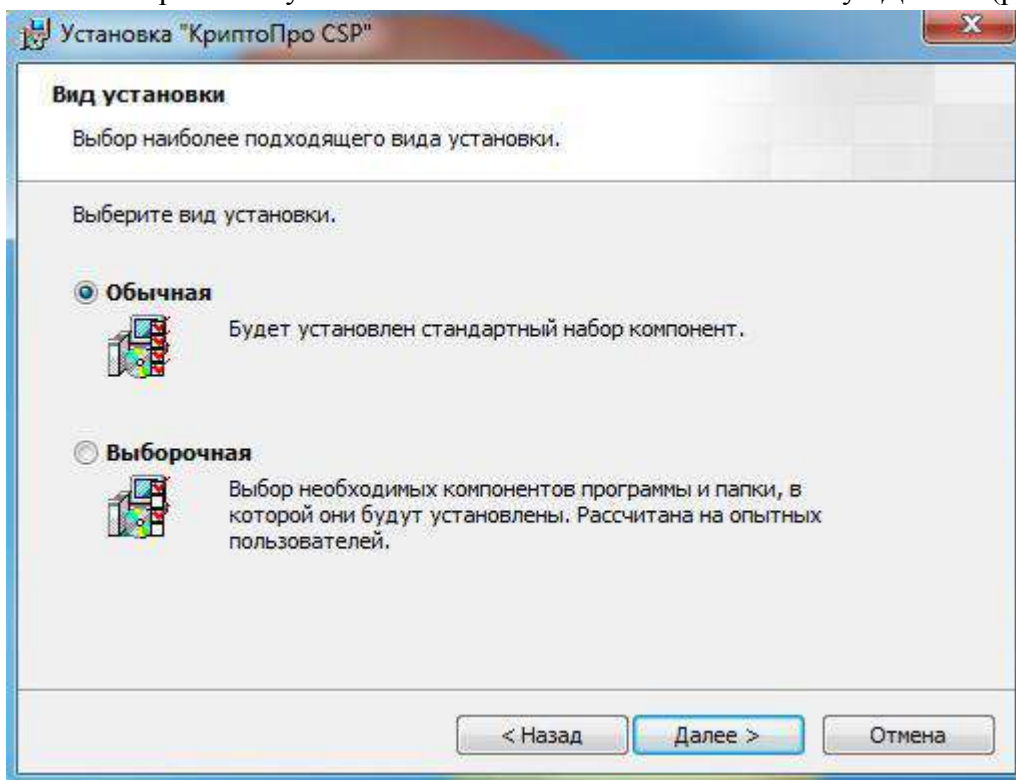 Установка "КриптоПро CSP"
Вид установки
Выбор наиболее подходящего вида установки.
Выберите вид установки.
Обычная
Будет установлен стандартный набор компонент.
Выборочная
Выбор необходимых компонентов программы и папки, в
которой они будут установлены. Рассчитана на опытных
пользователей.
< Назад
Далее >
Отмена